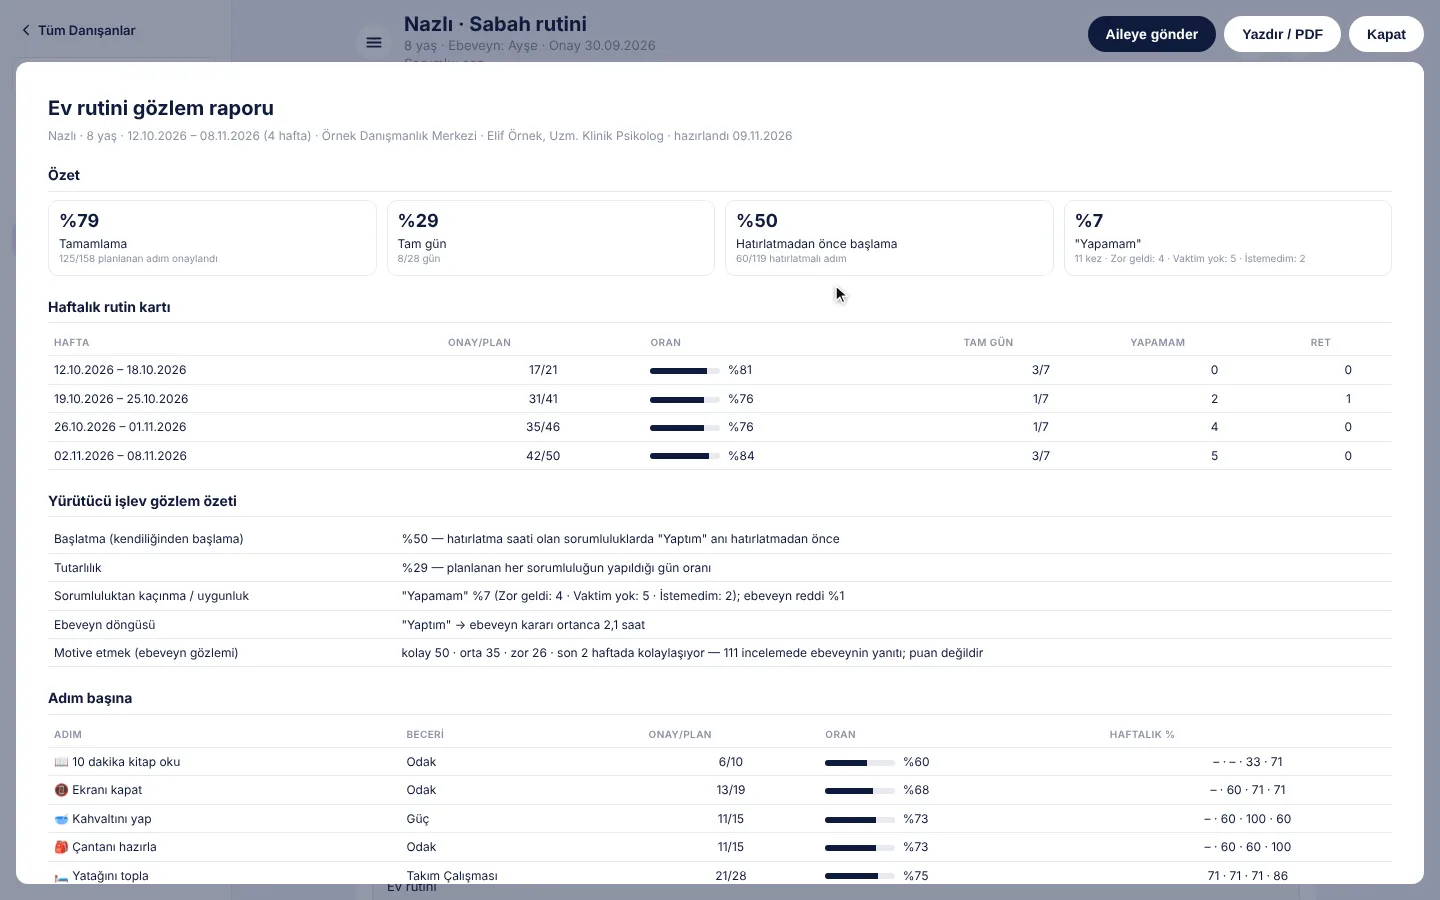 Tüm Danışanlar
Nazlı · Sabah rutini
8 yaş · Ebeveyn: Ayşe · Onay 30.09.2026
Aileye gönder
Yazdır / PDF
Kapat
Ev rutini gözlem raporu
Nazlı · 8 yaş · 12.10.2026 – 08.11.2026 (4 hafta) · Örnek Danışmanlık Merkezi · Elif Örnek, Uzm. Klinik Psikolog · hazırlandı 09.11.2026
Özet
%79
Tamamlama
125/158 planlanan adım onaylandı
%29
Tam gün
8/28 gün
%50
Hatırlatmadan önce başlama
60/119 hatırlatmalı adım
%7
"Yapamam"
11 kez · Zor geldi: 4 · Vaktim yok: 5 · İstemedim: 2
Haftalık rutin kartı
HAFTA ONAY/PLAN ORAN TAM GÜN YAPAMAM RET
12.10.2026 – 18.10.2026 17/21 %81 3/7 0 0
19.10.2026 – 25.10.2026 31/41 %76 1/7 2 1
26.10.2026 – 01.11.2026 35/46 %76 1/7 4 0
02.11.2026 – 08.11.2026 42/50 %84 3/7 5 0
Yürütücü işlev gözlem özeti
Başlatma (kendiliğinden başlama) %50 — hatırlatma saati olan sorumluluklarda "Yaptım" anı hatırlatmadan önce
Tutarlılık %29 — planlanan her sorumluluğun yapıldığı gün oranı
Sorumluluktan kaçınma / uygunluk "Yapamam" %7 (Zor geldi: 4 · Vaktim yok: 5 · İstemedim: 2); ebeveyn reddi %1
Ebeveyn döngüsü "Yaptım" → ebeveyn kararı ortanca 2,1 saat
Motive etmek (ebeveyn gözlemi) kolay 50 · orta 35 · zor 26 · son 2 haftada kolaylaşıyor — 111 incelemede ebeveynin yanıtı; puan değildir
Adım başına
ADIM BECERİ ONAY/PLAN ORAN HAFTALIK %
10 dakika kitap oku Odak 6/10 %60 – · – · 33 · 71
Ekranı kapat Odak 13/19 %68 – · 60 · 71 · 71
Kahvaltını yap Güç 11/15 %73 – · 60 · 100 · 60
Çantanı hazırla Odak 11/15 %73 – · 60 · 60 · 100
Yatağını topla Takım Çalışması 21/28 %75 71 · 71 · 71 · 86
Ev rutini